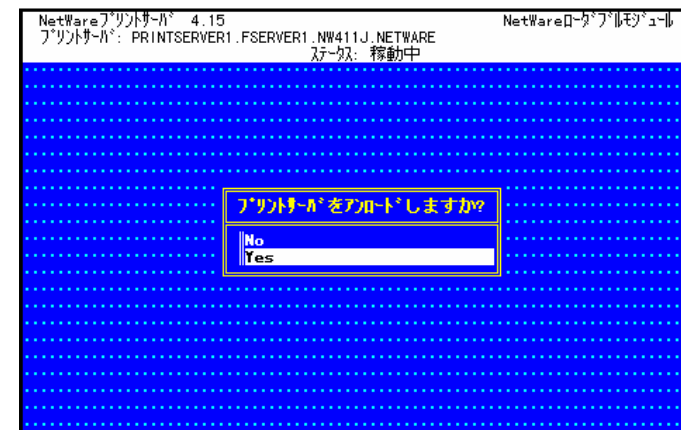 NetWareﾌﾟﾘﾝﾄｻｰﾊﾞ 4.15 NetWareﾛｰﾀﾞﾌﾞﾙﾓｼﾞｭｰﾙ
ﾌﾟﾘﾝﾄｻｰﾊﾞ: PRINTSERVER1.FSERVER1.NW411J.NETWARE
ｽﾃｰﾀｽ: 稼動中
ﾌﾟﾘﾝﾄｻｰﾊﾞをｱﾝﾛｰﾄﾞしますか?
No
Yes